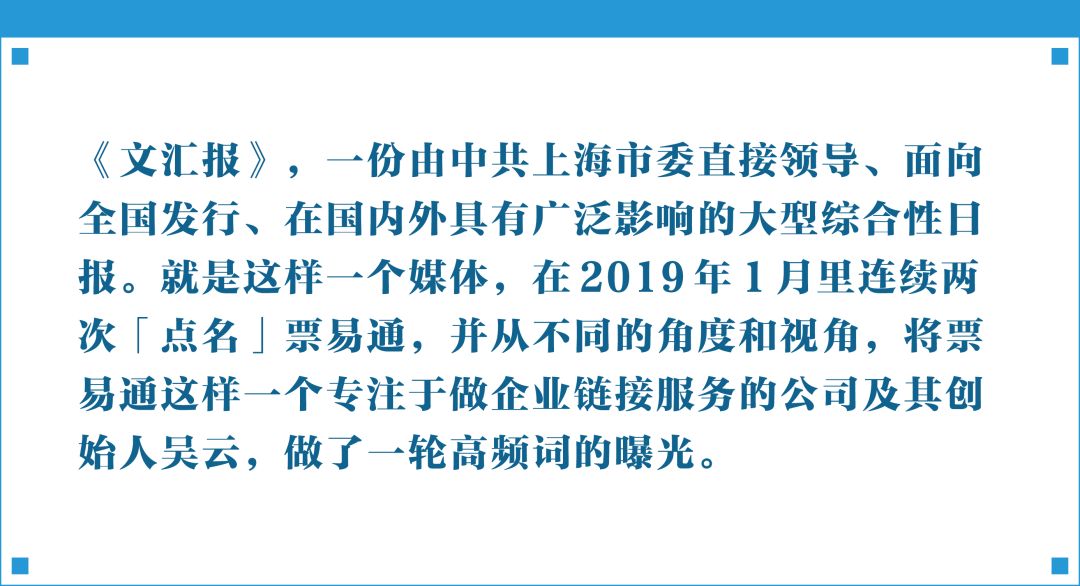 《文汇报》，一份由中共上海市委直接领导、面向
全国发行、在国内外具有广泛影响的大型综合性日
报。就是这样一个媒体，在2019年1月里连续两
次「点名」票易通，并从不同的角度和视角，将票
易通这样一个专注于做企业链接服务的公司及其创
始人吴云，做了一轮高频词的曝光。